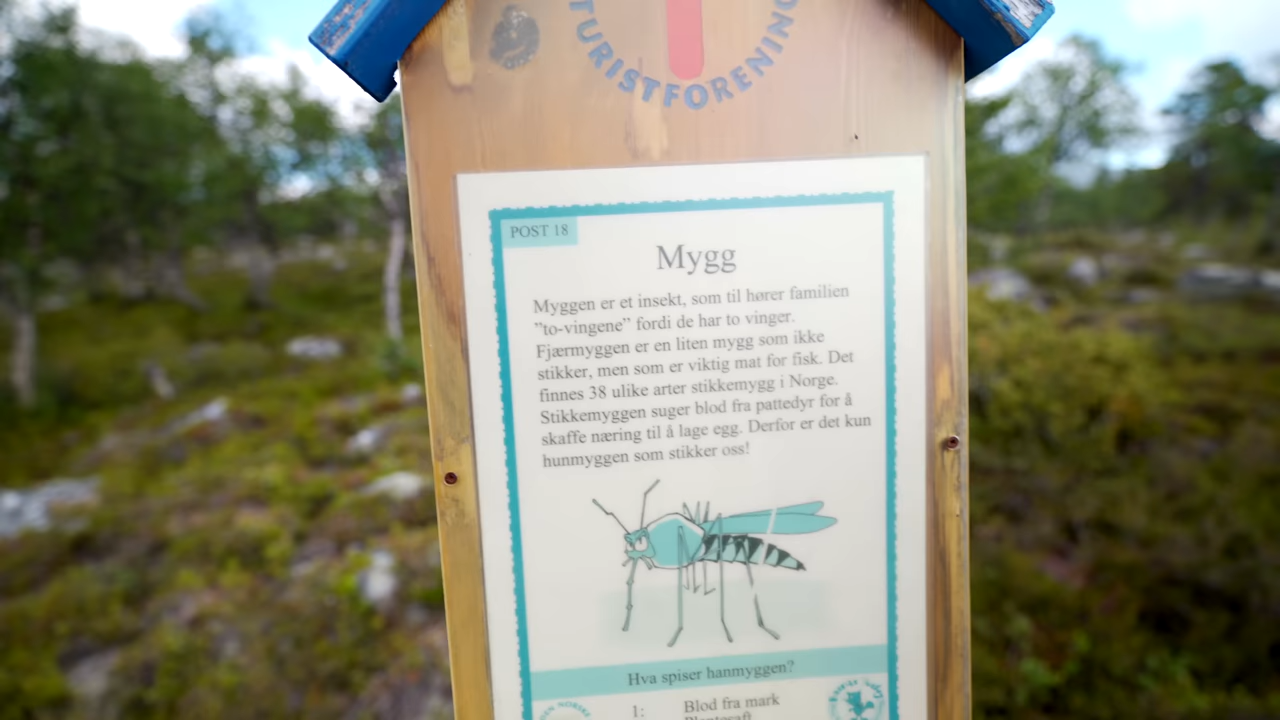 TURISTFORENING
POST 18
Mygg
Myggen er et insekt, som til hører familien
”to-vingene” fordi de har to vinger.
Fjærmyggen er en liten mygg som ikke
stikker, men som er viktig mat for fisk. Det
finnes 38 ulike arter stikkemygg i Norge.
Stikkemyggen suger blod fra pattedyr for å
skaffe næring til å lage egg. Derfor er det kun
hunmyggen som stikker oss!
Hva spiser hanmyggen?
1: Blod fra mark
Plantesaft
DEN NORSKE